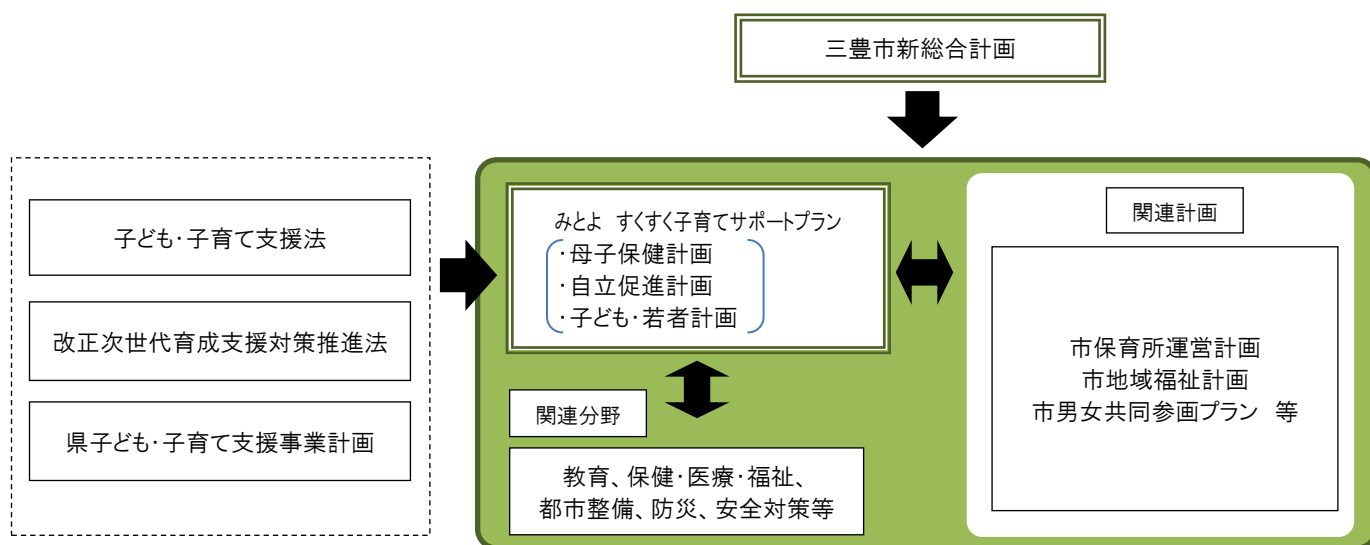 三豊市新総合計画
子ども・子育て支援法
改正次世代育成支援対策推進法
県子ども・子育て支援事業計画
みとよ すくすく子育てサポートプラン
・母子保健計画
・自立促進計画
・子ども・若者計画
関連分野
教育、保健・医療・福祉、
都市整備、防災、安全対策等
関連計画
市保育所運営計画
市地域福祉計画
市男女共同参画プラン 等